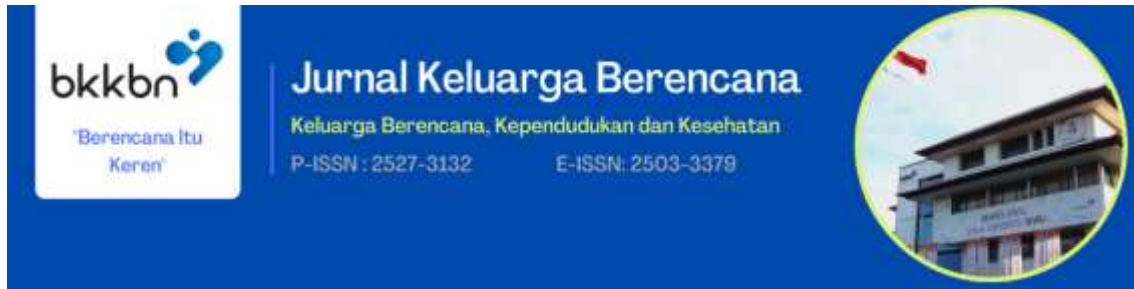 bkkbn
"Berencana Itu
Keren"
Jurnal Keluarga Berencana
Keluarga Berencana, Kependudukan dan Kesehatan
P-ISSN : 2527-3132 E-ISSN: 2503-3379